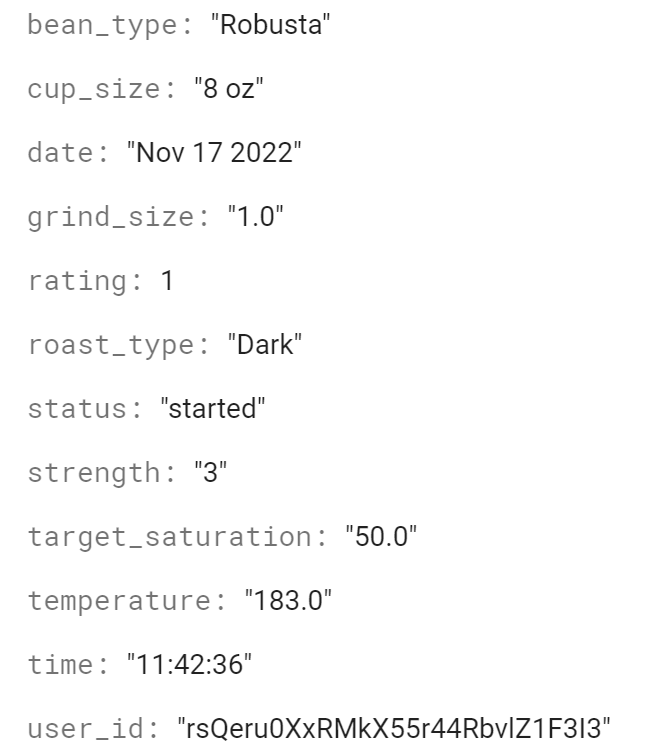 bean_type: "Robusta"
cup_size: "8 oz"
date: "Nov 17 2022"
grind_size: "1.0"
rating: 1
roast_type: "Dark"
status: "started"
strength: "3"
target_saturation: "50.0"
temperature: "183.0"
time: "11:42:36"
user_id: "rsQeru0XxRMkX55r44RbvlZ1F3I3"